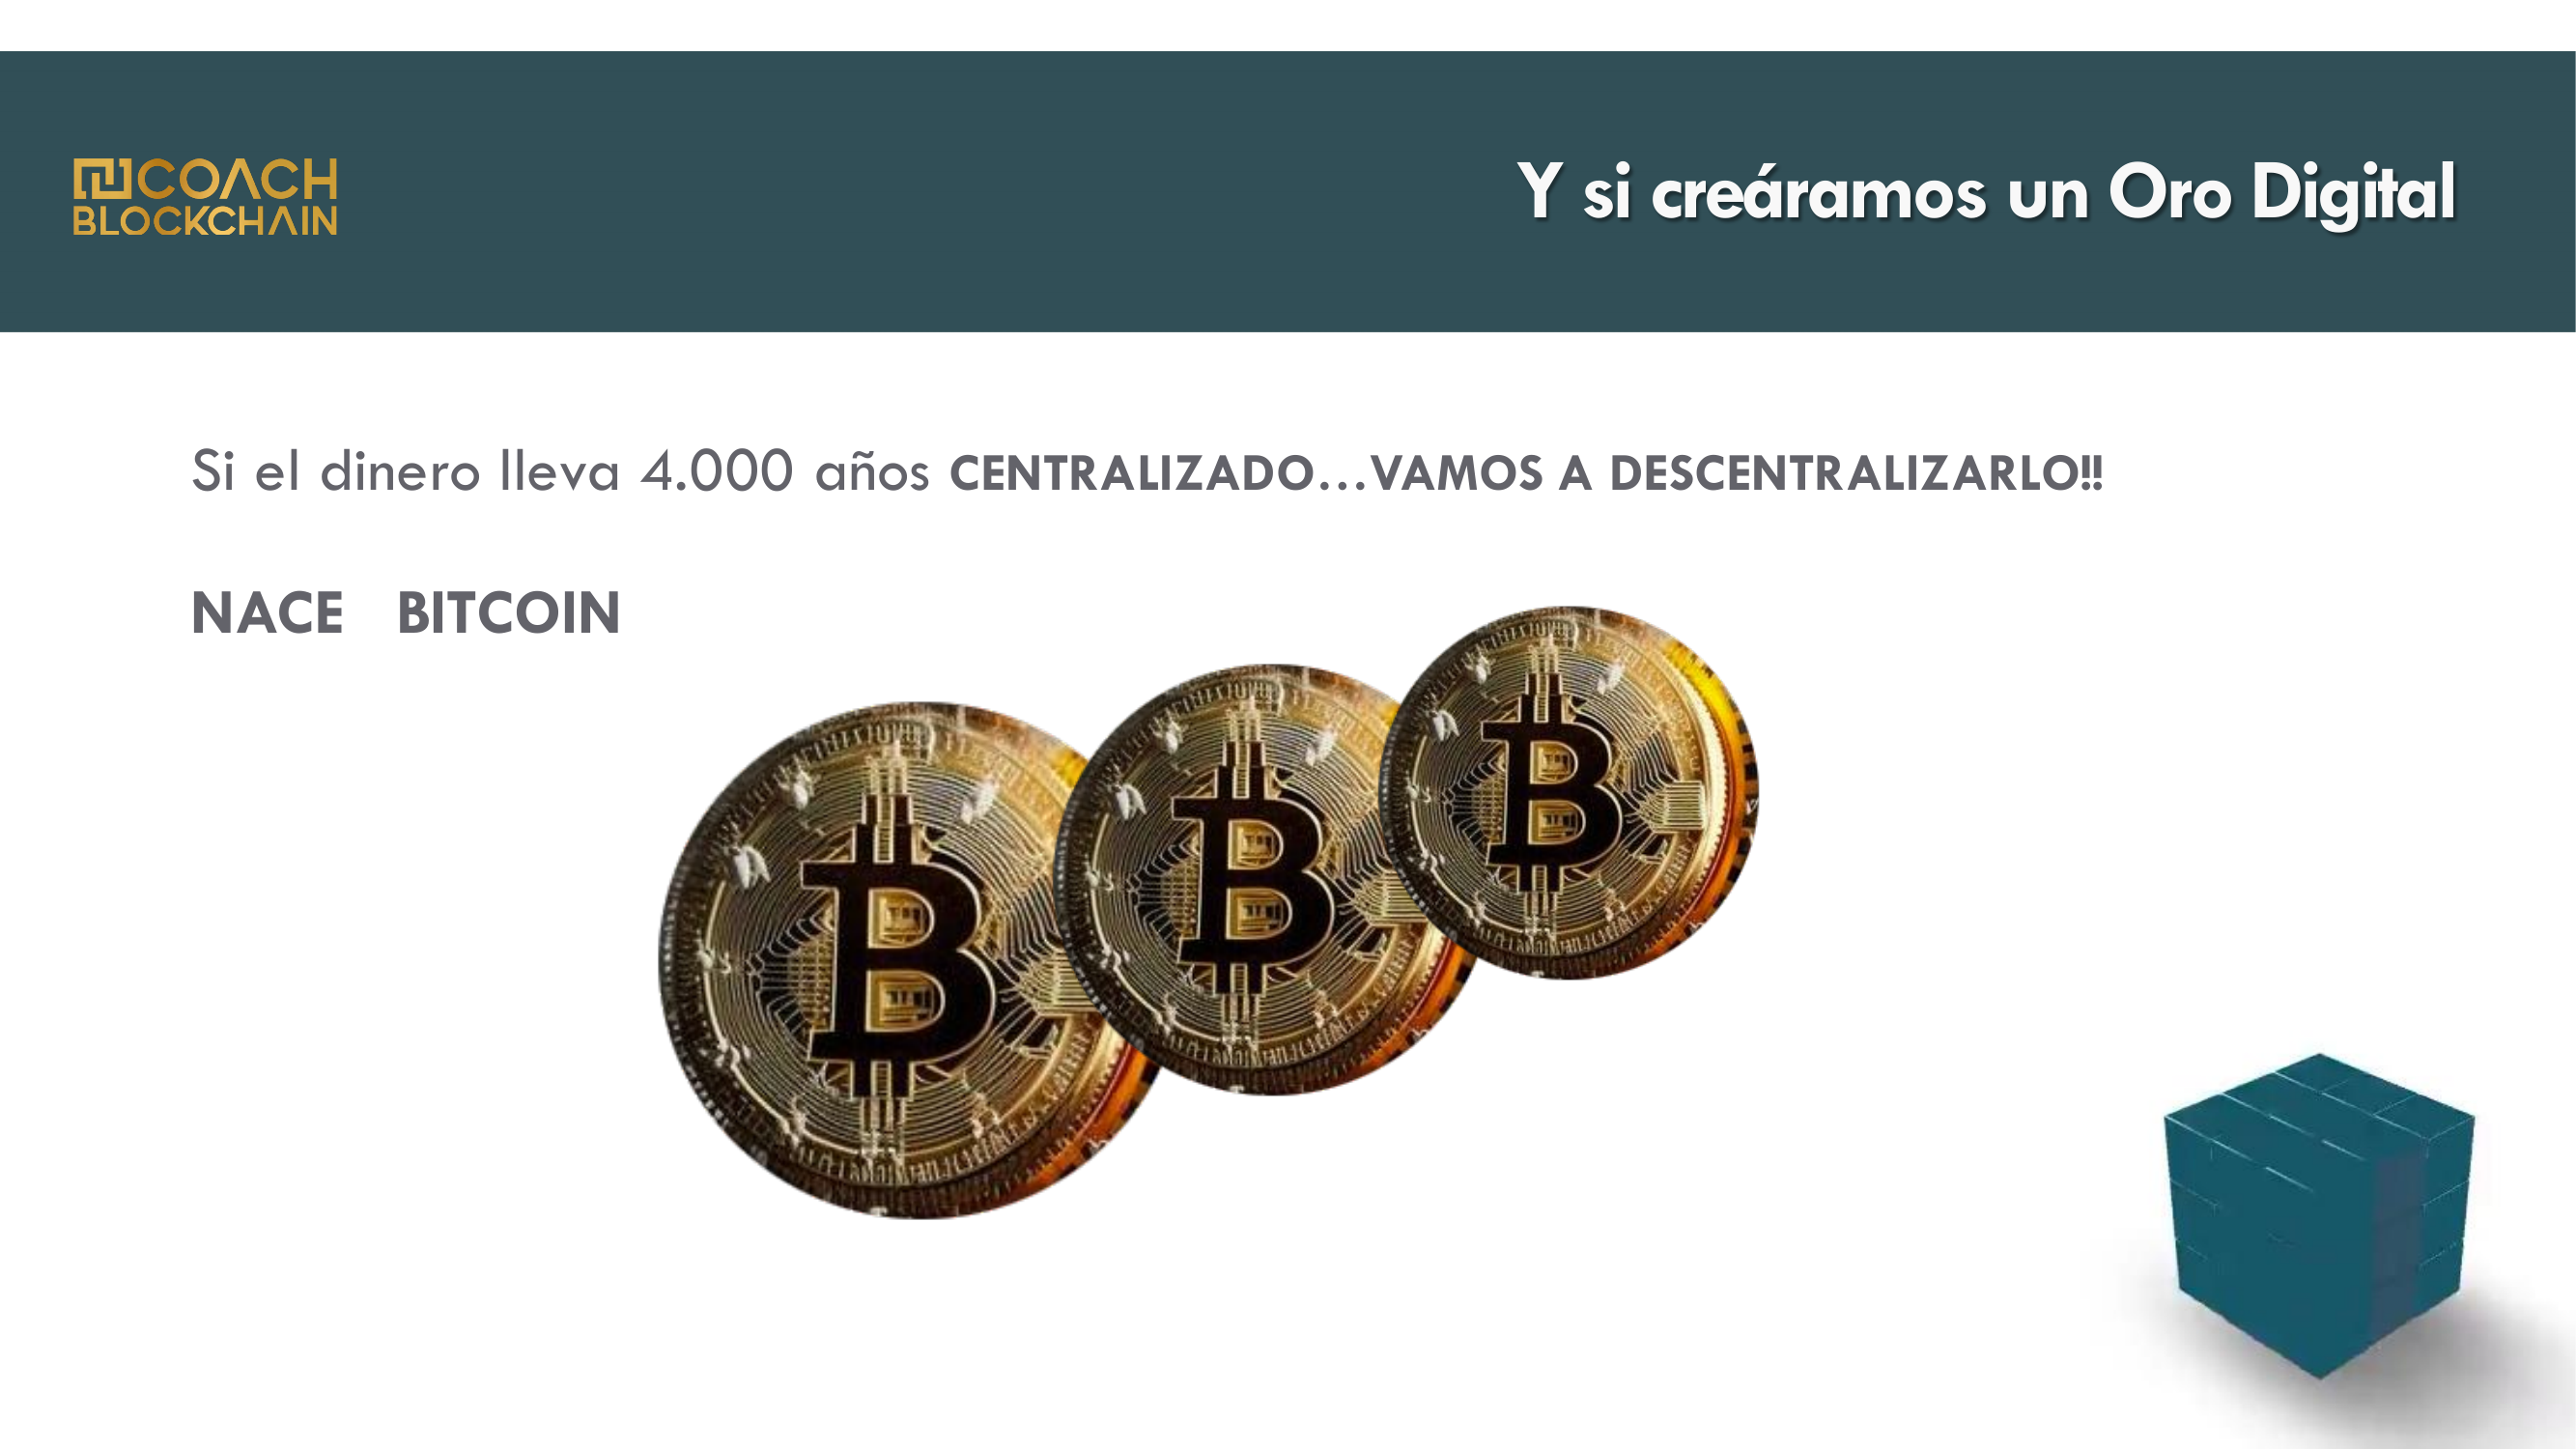 COACH
BLOCKCHAIN
Y si creáramos un Oro Digital
Si el dinero lleva 4.000 años CENTRALIZADO...VAMOS A DESCENTRALIZARLO!!
NACE BITCOIN